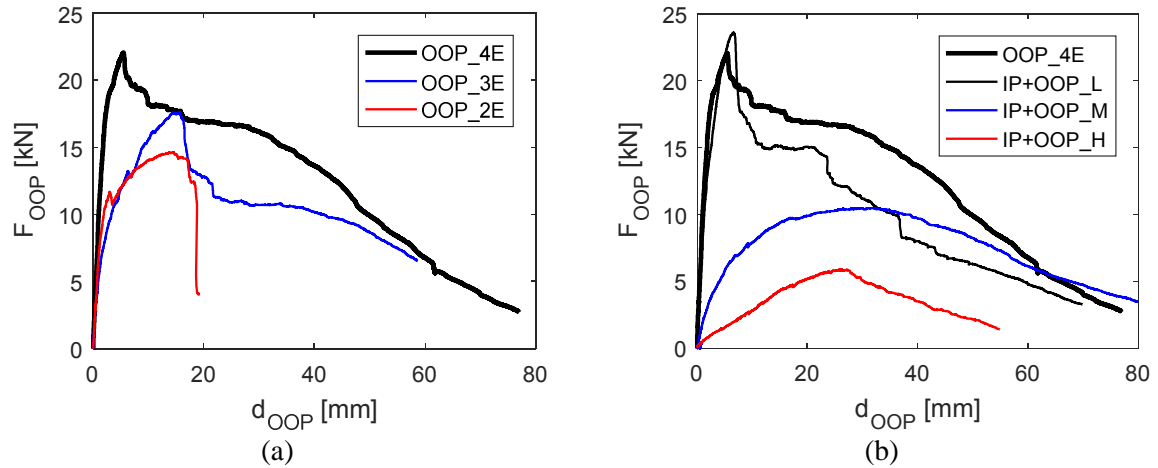 25
20
15
10
5
0
F_OOP [kN]
OOP_4E
OOP_3E
OOP_2E
0 20 40 60 80
d_OOP [mm]
(a)
25
20
15
10
5
0
F_OOP [kN]
OOP_4E
IP+OOP_L
IP+OOP_M
IP+OOP_H
0 20 40 60 80
d_OOP [mm]
(b)